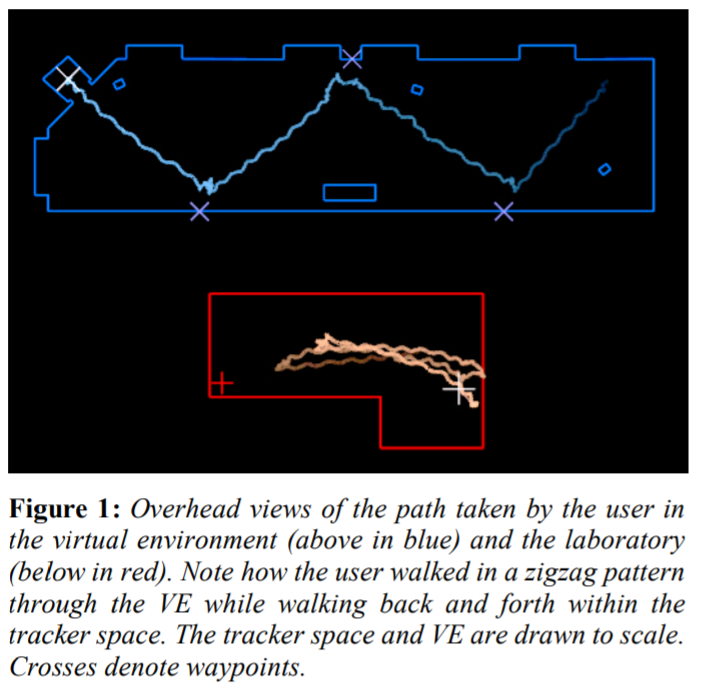 Figure 1: Overhead views of the path taken by the user in
the virtual environment (above in blue) and the laboratory
(below in red). Note how the user walked in a zigzag pattern
through the VE while walking back and forth within the
tracker space. The tracker space and VE are drawn to scale.
Crosses denote waypoints.